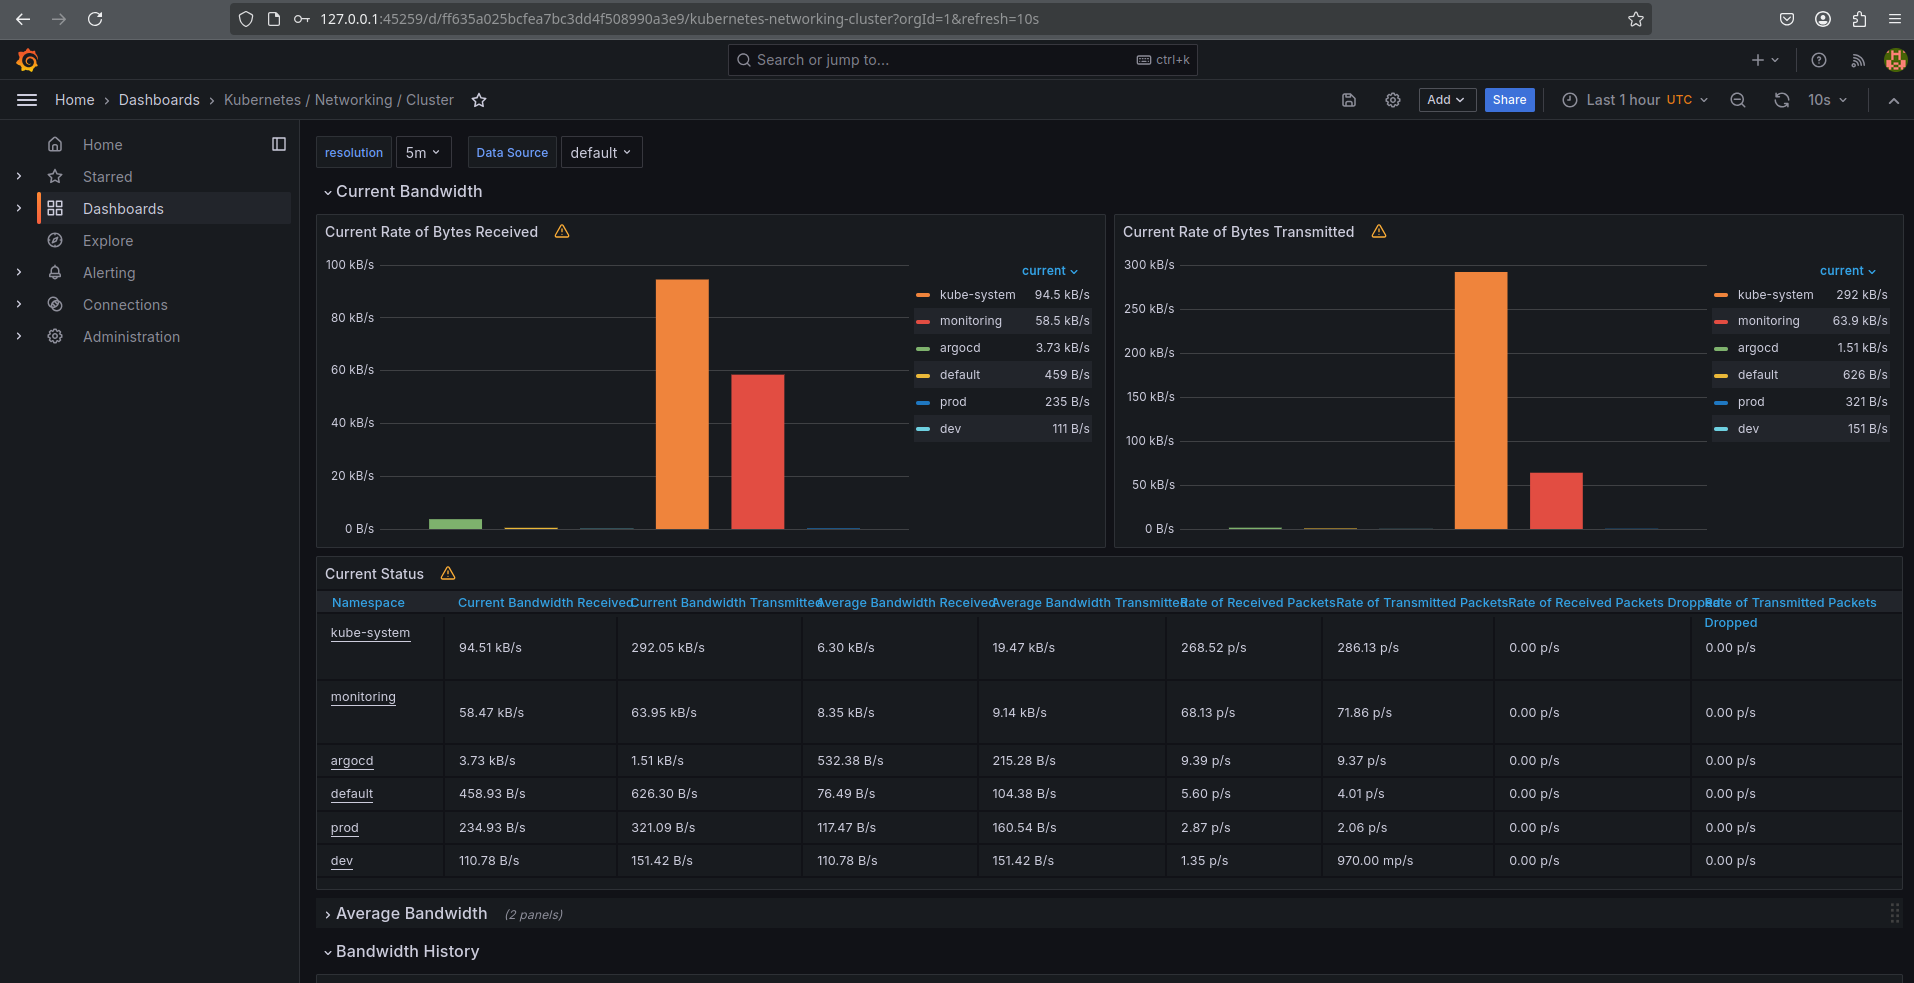 127.0.0.1:45259/d/ff635a025bcfea7bc3dd4f508990a3e9/kubernetes-networking-cluster?orgId=1&refresh=10s
Search or jump to... ctrl+k
Home › Dashboards › Kubernetes / Networking / Cluster
Add Share Last 1 hour UTC 10s
Home
Starred
Dashboards
Explore
Alerting
Connections
Administration
resolution 5m Data Source default
Current Bandwidth
Current Rate of Bytes Received
100 kB/s
80 kB/s
60 kB/s
40 kB/s
20 kB/s
0 B/s
current
kube-system 94.5 kB/s
monitoring 58.5 kB/s
argocd 3.73 kB/s
default 459 B/s
prod 235 B/s
dev 111 B/s
Current Rate of Bytes Transmitted
300 kB/s
250 kB/s
200 kB/s
150 kB/s
100 kB/s
50 kB/s
0 B/s
current
kube-system 292 kB/s
monitoring 63.9 kB/s
argocd 1.51 kB/s
default 626 B/s
prod 321 B/s
dev 151 B/s
Current Status
Namespace Current Bandwidth Received Current Bandwidth Transmitted Average Bandwidth Received Average Bandwidth Transmitted Rate of Received Packets Rate of Transmitted Packets Rate of Received Packets Dropped Rate of Transmitted Packets
Dropped
kube-system 94.51 kB/s 292.05 kB/s 6.30 kB/s 19.47 kB/s 268.52 p/s 286.13 p/s 0.00 p/s 0.00 p/s
monitoring 58.47 kB/s 63.95 kB/s 8.35 kB/s 9.14 kB/s 68.13 p/s 71.86 p/s 0.00 p/s 0.00 p/s
argocd 3.73 kB/s 1.51 kB/s 532.38 B/s 215.28 B/s 9.39 p/s 9.37 p/s 0.00 p/s 0.00 p/s
default 458.93 B/s 626.30 B/s 76.49 B/s 104.38 B/s 5.60 p/s 4.01 p/s 0.00 p/s 0.00 p/s
prod 234.93 B/s 321.09 B/s 117.47 B/s 160.54 B/s 2.87 p/s 2.06 p/s 0.00 p/s 0.00 p/s
dev 110.78 B/s 151.42 B/s 110.78 B/s 151.42 B/s 1.35 p/s 970.00 mp/s 0.00 p/s 0.00 p/s
Average Bandwidth (2 panels)
Bandwidth History